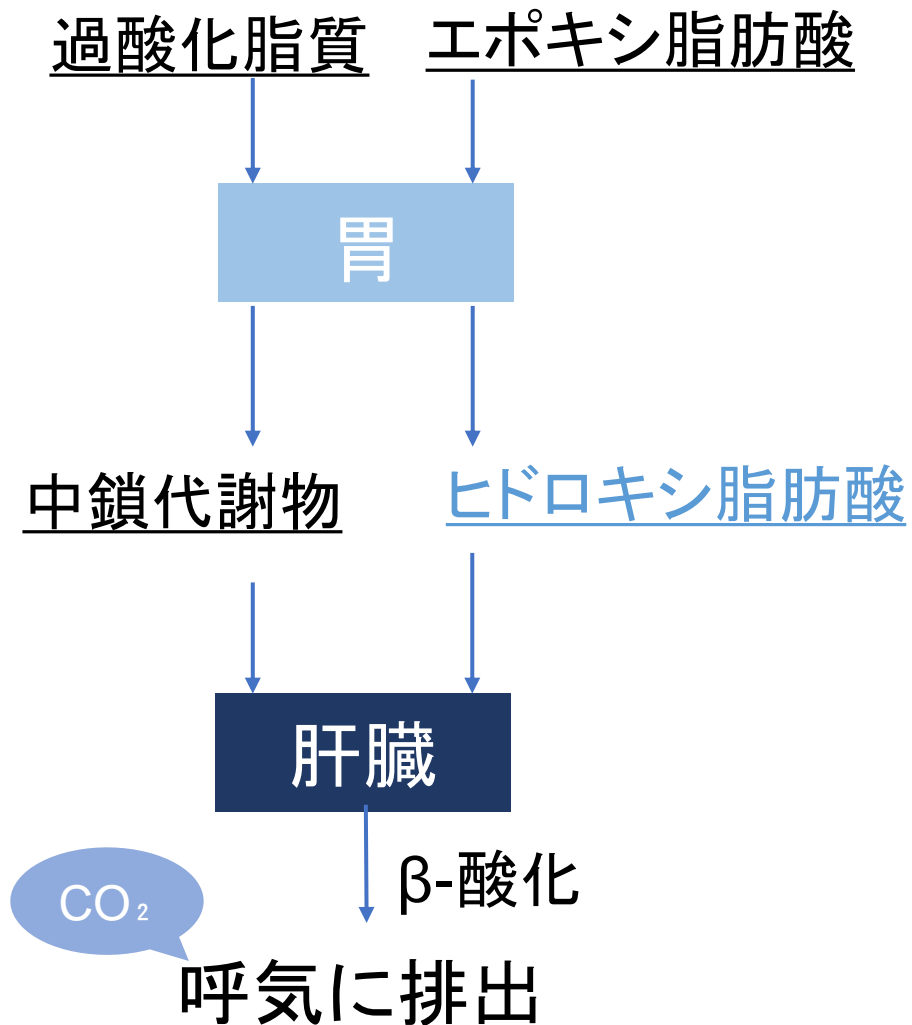 過酸化脂質
エポキシ脂肪酸
胃
中鎖代謝物
ヒドロキシ脂肪酸
肝臓
β-酸化
CO₂
呼気に排出